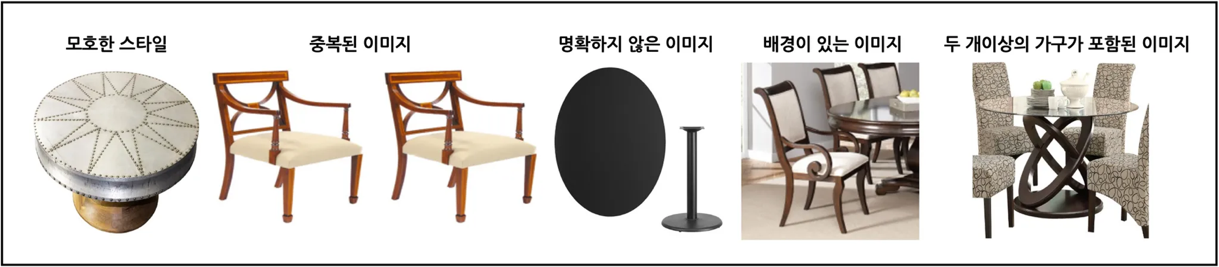 모호한 스타일
중복된 이미지
명확하지 않은 이미지
배경이 있는 이미지
두 개이상의 가구가 포함된 이미지